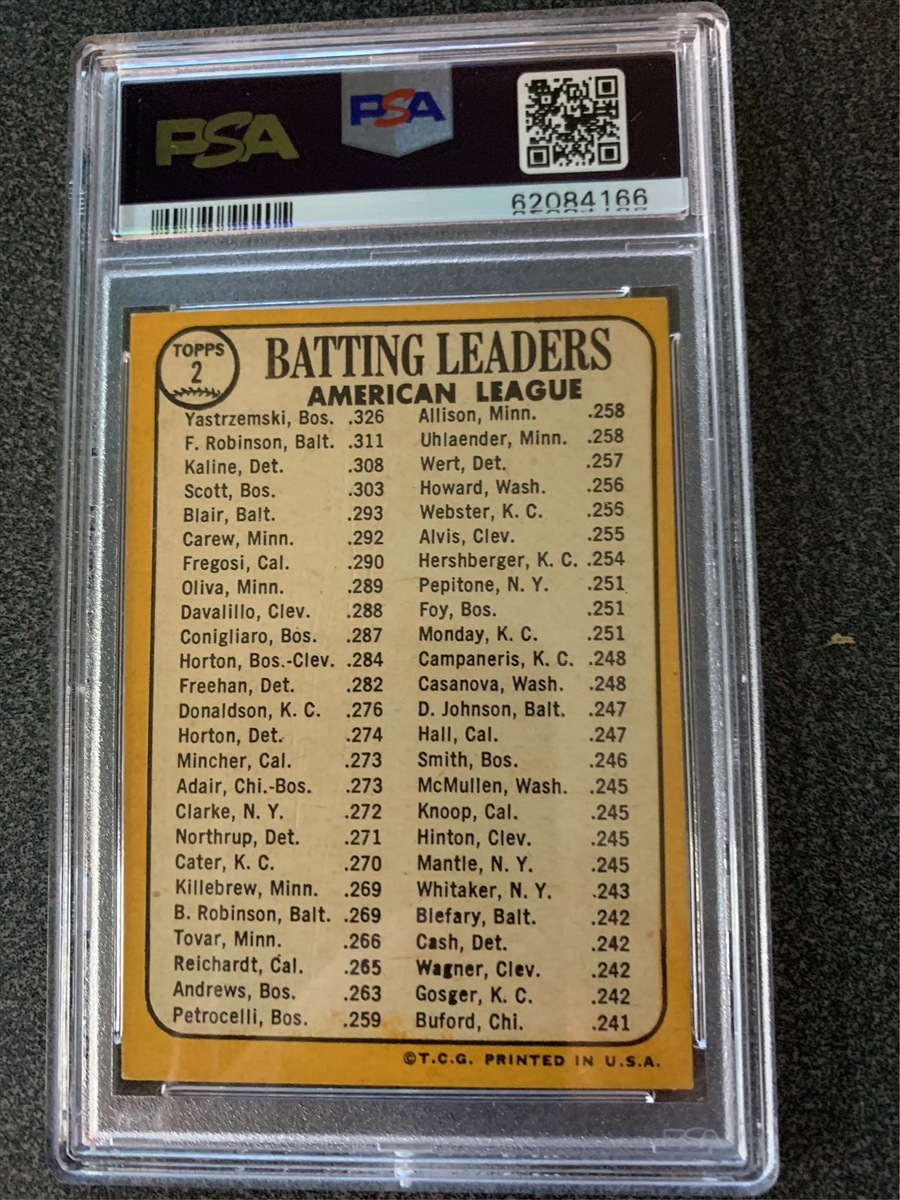 PSA
PSA
62084166
TOPPS
2
BATTING LEADERS
AMERICAN LEAGUE
Yastrzemski, Bos. .326 Allison, Minn. .258
F. Robinson, Balt. .311 Uhlaender, Minn. .258
Kaline, Det. .308 Wert, Det. .257
Scott, Bos. .303 Howard, Wash. .256
Blair, Balt. .293 Webster, K. C. .256
Carew, Minn. .292 Alvis, Clev. .255
Fregosi, Cal. .290 Hershberger, K. C. .254
Oliva, Minn. .289 Pepitone, N. Y. .251
Davalillo, Clev. .288 Foy, Bos. .251
Conigliaro, Bos. .287 Monday, K. C. .251
Horton, Bos.-Clev. .284 Campaneris, K. C. .248
Freehan, Det. .282 Casanova, Wash. .248
Donaldson, K. C. .276 D. Johnson, Balt. .247
Horton, Det. .274 Hall, Cal. .247
Mincher, Cal. .273 Smith, Bos. .246
Adair, Chi.-Bos. .273 McMullen, Wash. .245
Clarke, N. Y. .272 Knoop, Cal. .245
Northrup, Det. .271 Hinton, Clev. .245
Cater, K. C. .270 Mantle, N. Y. .245
Killebrew, Minn. .269 Whitaker, N. Y. .243
B. Robinson, Balt. .269 Blefary, Balt. .242
Tovar, Minn. .266 Cash, Det. .242
Reichardt, Cal. .265 Wagner, Clev. .242
Andrews, Bos. .263 Gosger, K. C. .242
Petrocelli, Bos. .259 Buford, Chi. .241
©T.C.G. PRINTED IN U.S.A.
PSA